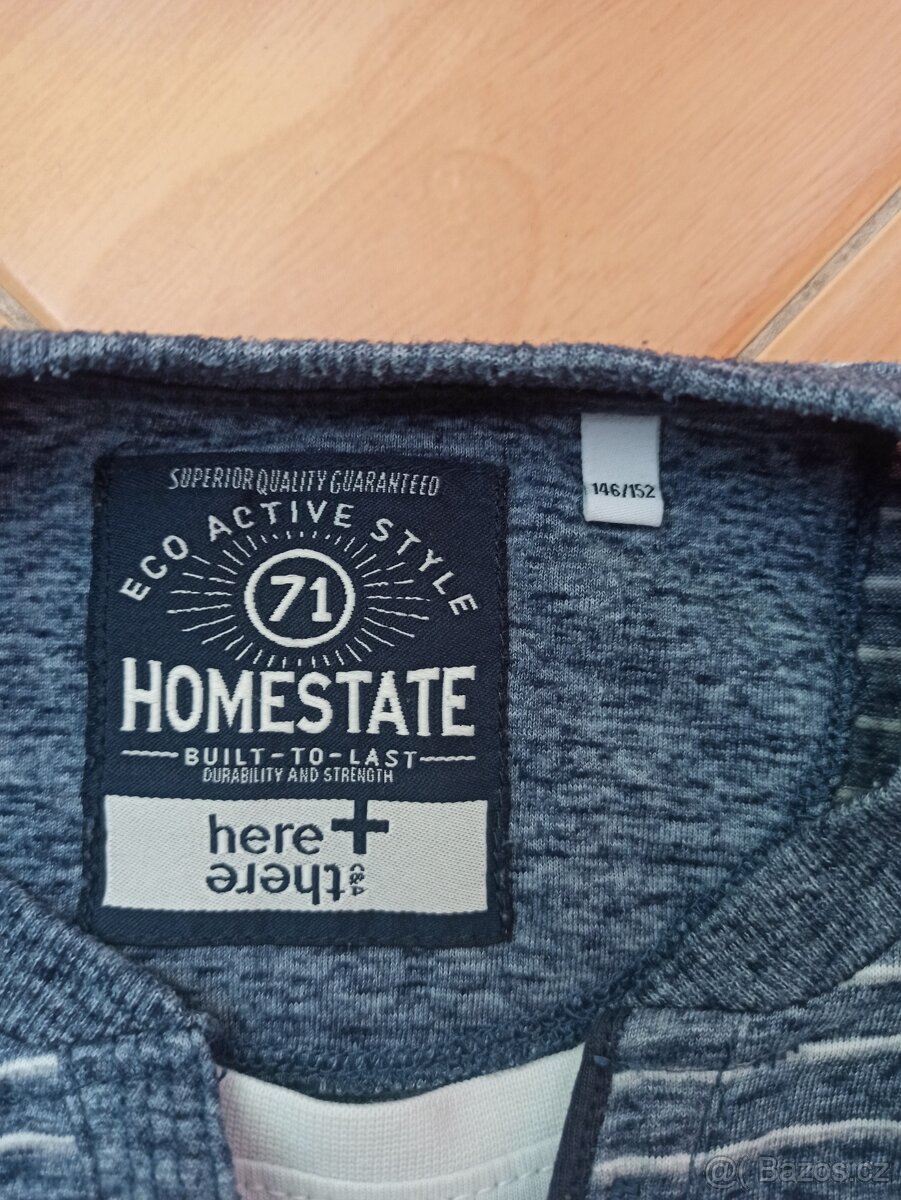 SUPERIOR QUALITY GUARANTEED
ECO ACTIVE STYLE
71
HOMESTATE
BUILT-TO-LAST
DURABILITY AND STRENGTH
here+
there
C&A
146/152
@ Bazos.cz